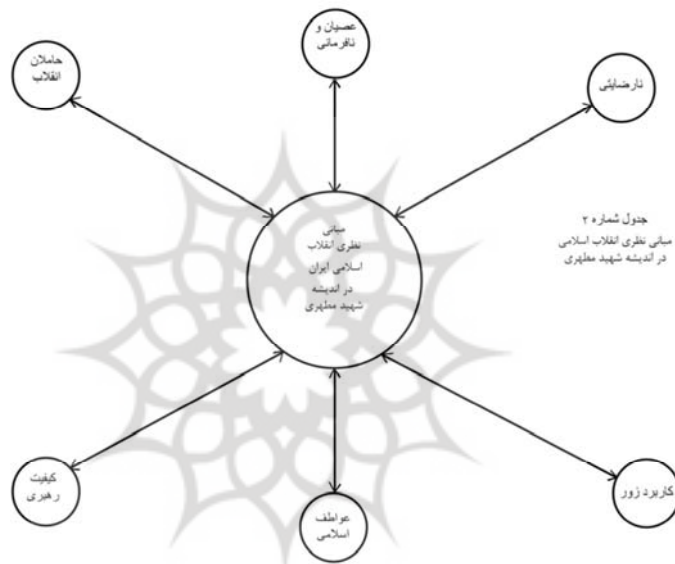 عصیان و
نافرمانی
حاملان
انقلاب
نارضایتی
جدول شماره ۲
مبانی نظری انقلاب اسلامی
در اندیشه شهید مطهری
مبانی
نظری انقلاب
اسلامی ایران
در اندیشه
شهید مطهری
کیفیت
رهبری
عواطف
اسلامی
کاربرد زور